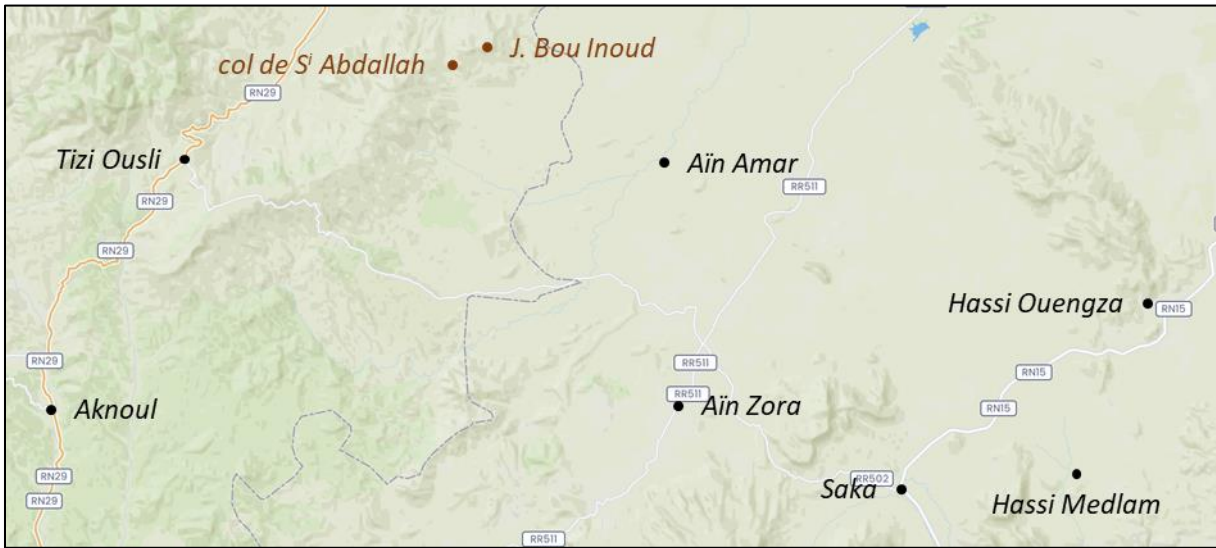 J. Bou Inoud
col de Sⁱ Abdallah
RN29
Tizi Ousli
Aïn Amar
RR511
RN29
RN29
Hassi Ouengza
RN15
RN29
RR511
RN15
RR511
RN15
Aknoul
Aïn Zora
RN29
RR502
Saka
Hassi Medlam
RN29
RR511